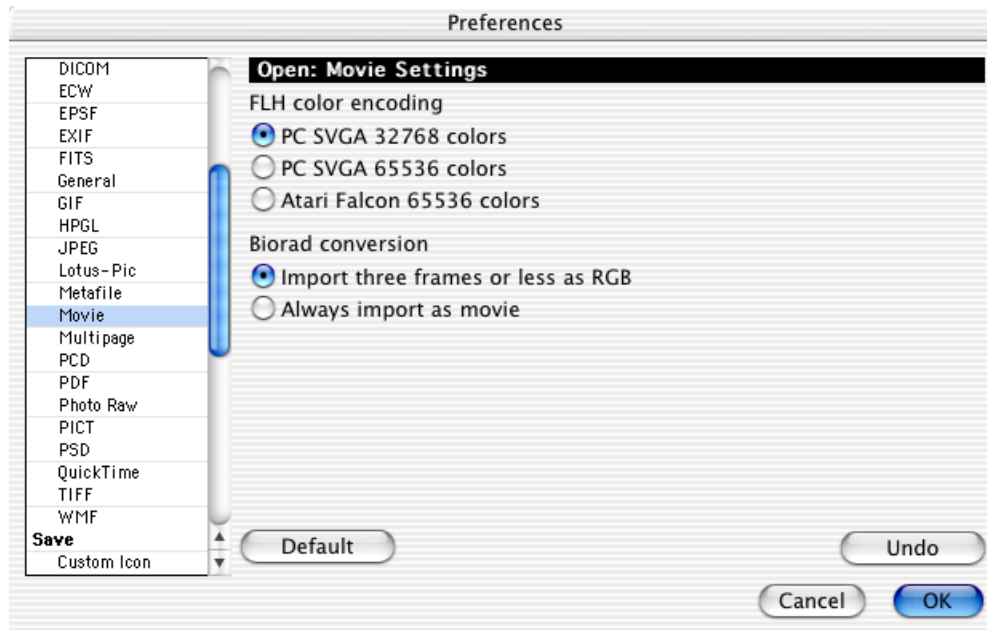 Preferences
DICOM
ECW
EPSF
EXIF
FITS
General
GIF
HPGL
JPEG
Lotus-Pic
Metafile
Movie
Multipage
PCD
PDF
Photo Raw
PICT
PSD
QuickTime
TIFF
WMF
Save
Custom Icon
Open: Movie Settings
FLH color encoding
PC SVGA 32768 colors
PC SVGA 65536 colors
Atari Falcon 65536 colors
Biorad conversion
Import three frames or less as RGB
Always import as movie
Default
Undo
Cancel
OK